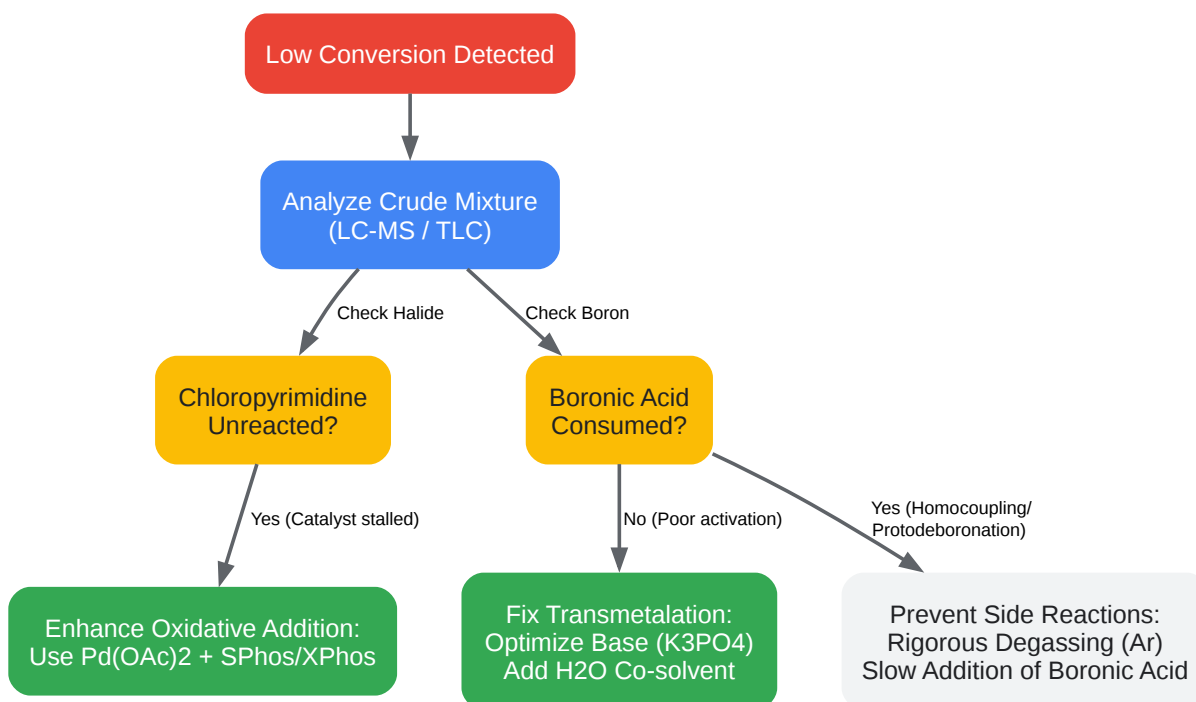 Low Conversion Detected
Analyze Crude Mixture
(LC-MS / TLC)
Check Halide
Check Boron
Chloropyrimidine
Unreacted?
Boronic Acid
Consumed?
Yes (Catalyst stalled)
No (Poor activation)
Yes (Homocoupling/
Protodeboronation)
Enhance Oxidative Addition:
Use Pd(OAc)2 + SPhos/XPhos
Fix Transmetalation:
Optimize Base (K3PO4)
Add H2O Co-solvent
Prevent Side Reactions:
Rigorous Degassing (Ar)
Slow Addition of Boronic Acid